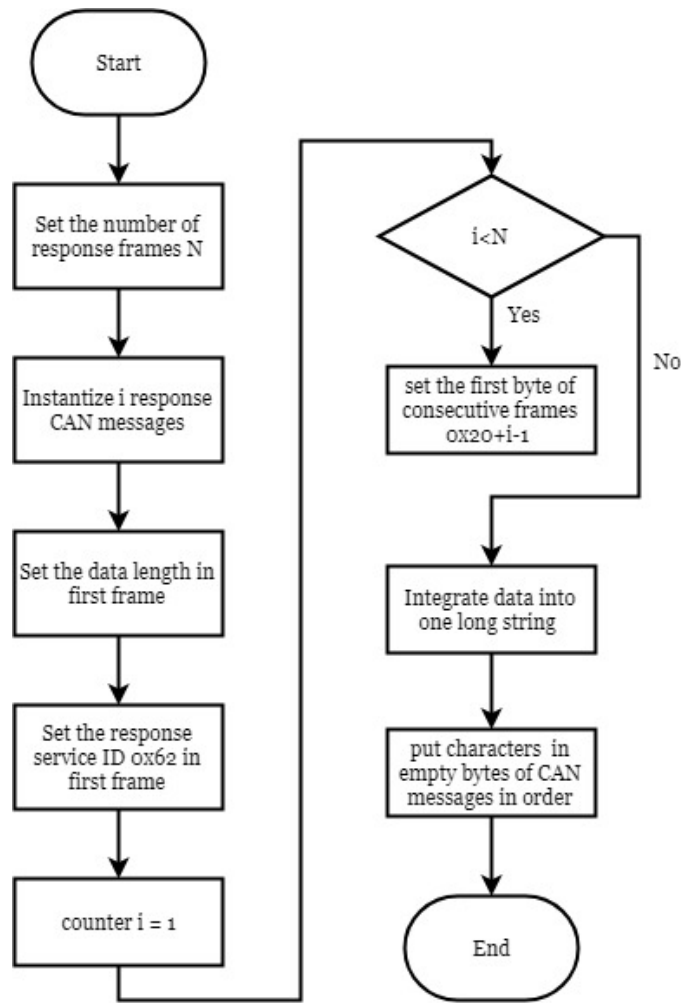 Start
Set the number of
response frames N
Instantize i response
CAN messages
Set the data length in
first frame
Set the response
service ID 0x62 in
first frame
counter i = 1
i<N
Yes
No
set the first byte of
consecutive frames
0x20+i-1
Integrate data into
one long string
put characters in
empty bytes of CAN
messages in order
End